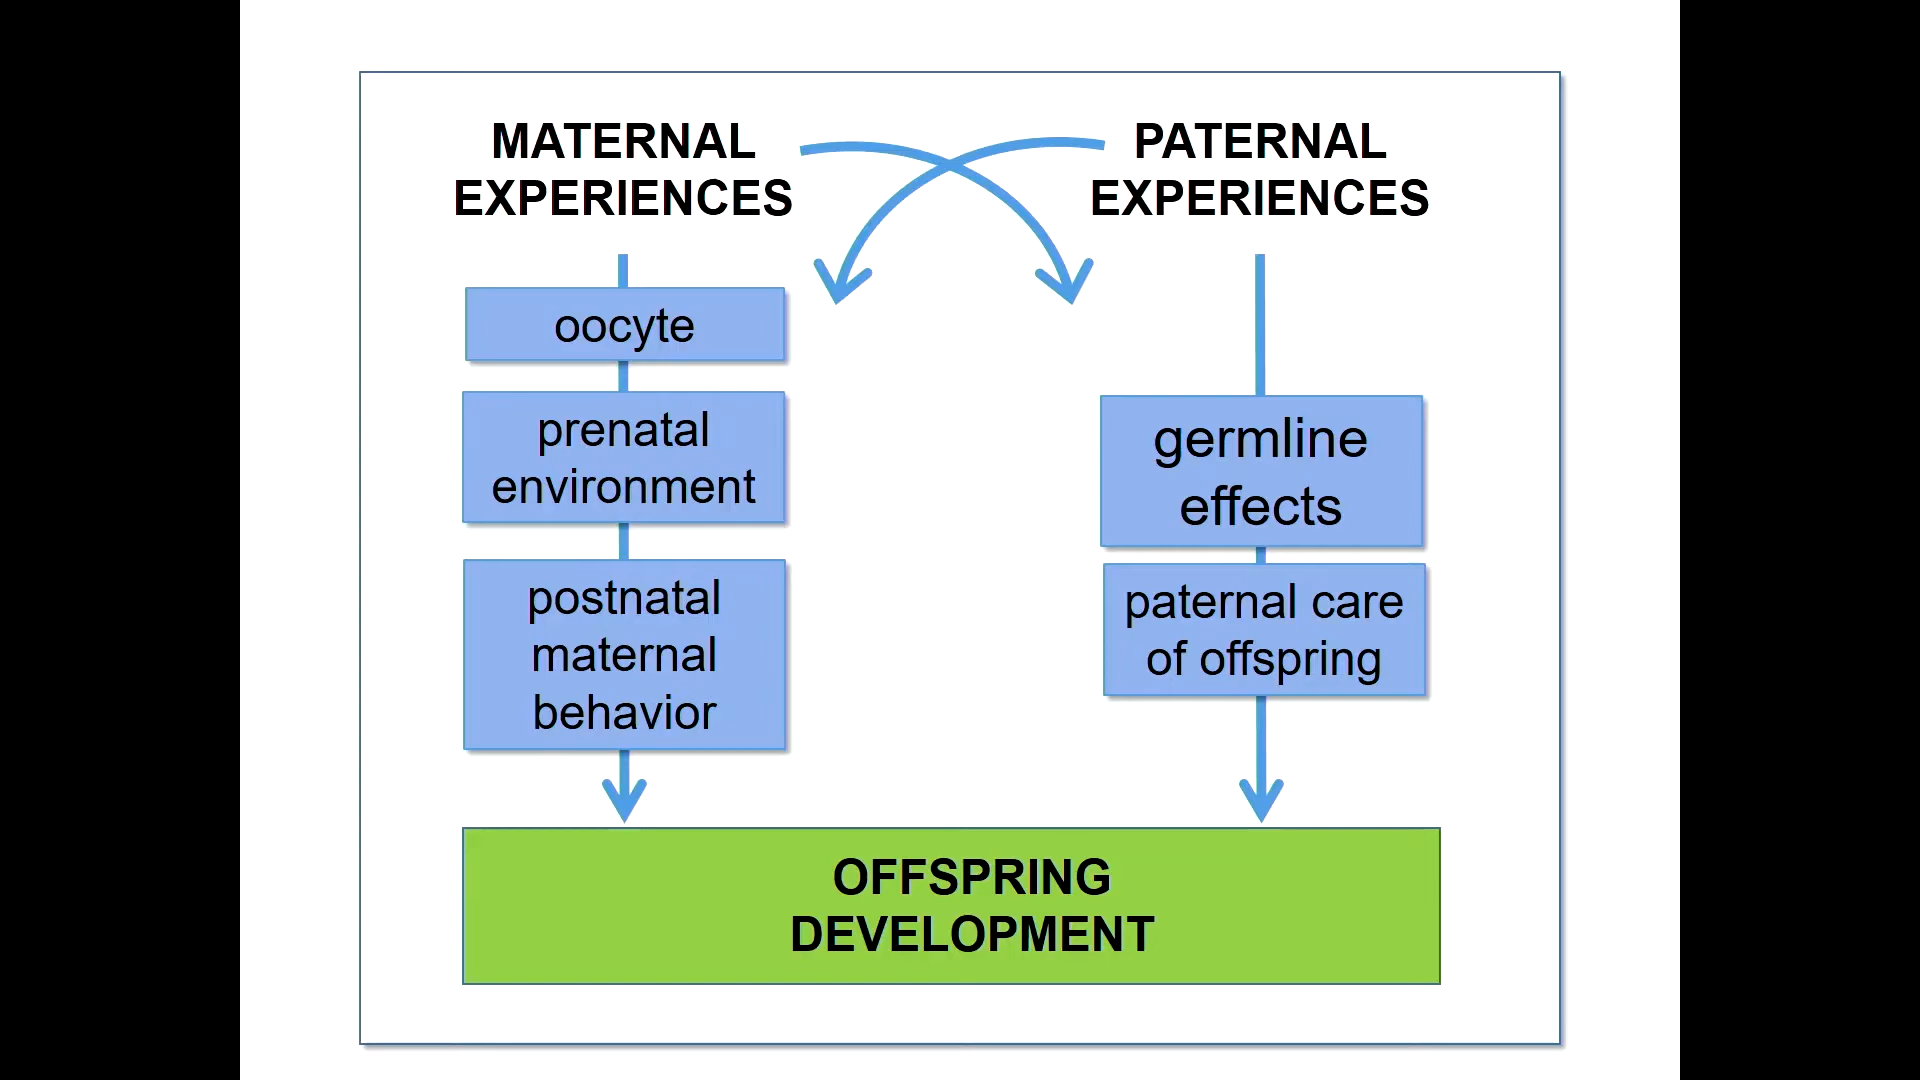 MATERNAL
EXPERIENCES
PATERNAL
EXPERIENCES
oocyte
prenatal
environment
postnatal
maternal
behavior
germline
effects
paternal care
of offspring
OFFSPRING
DEVELOPMENT